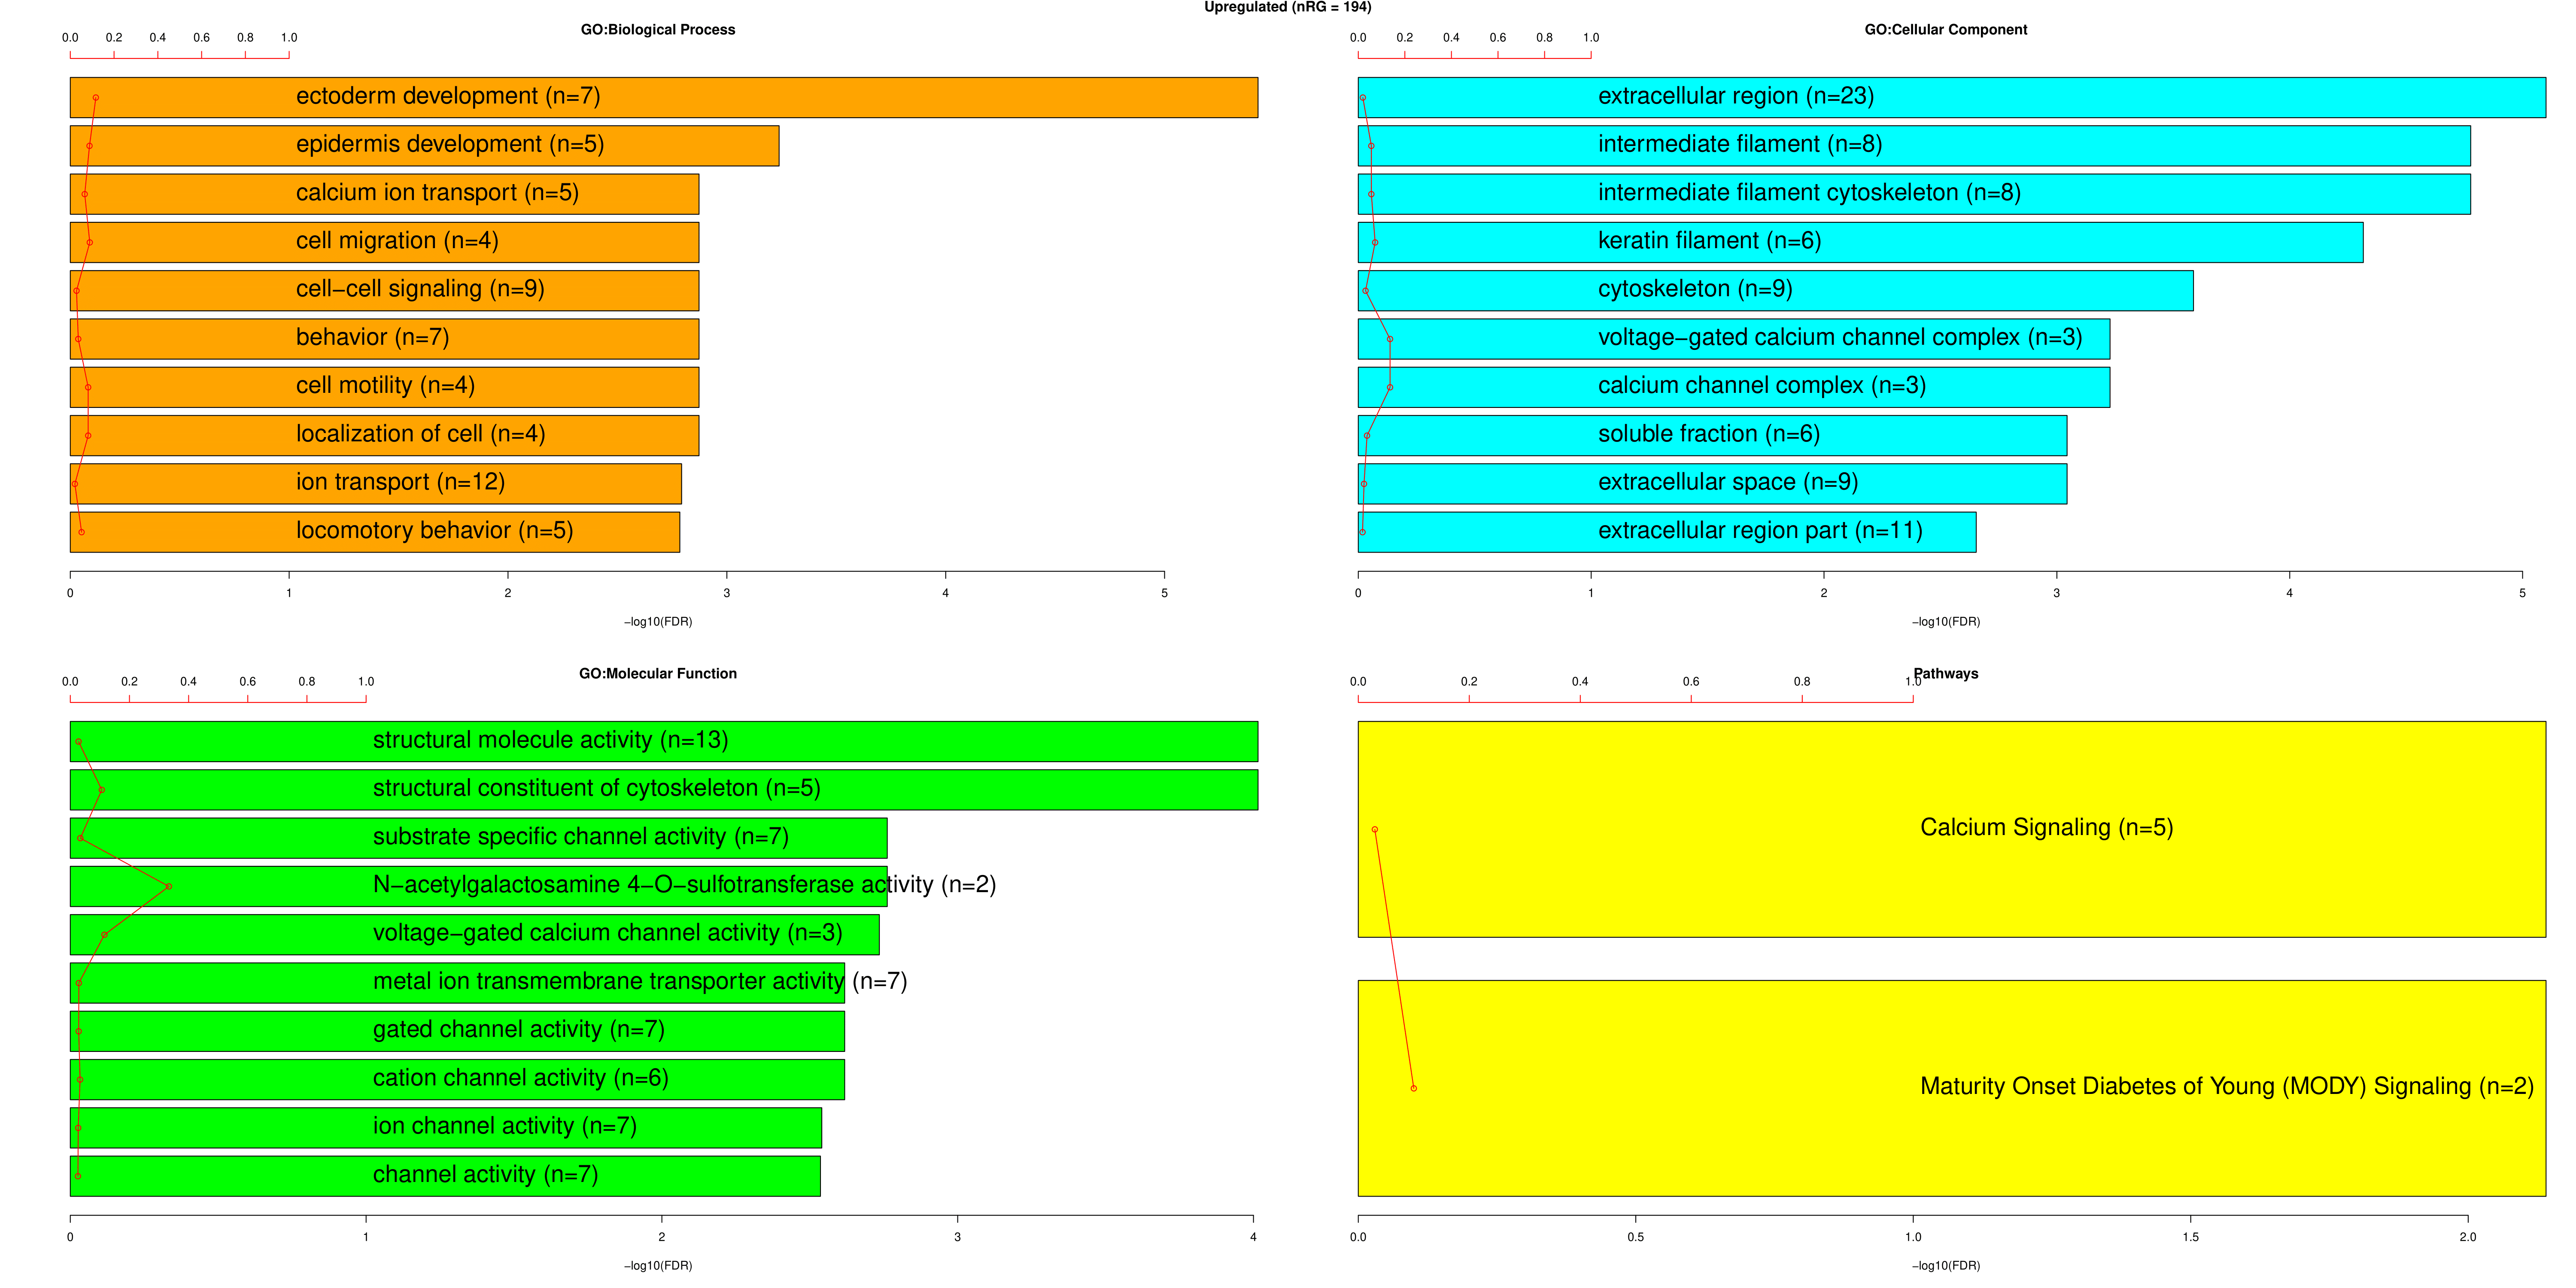 Upregulated (nRG = 194)
GO:Biological Process
0.0 0.2 0.4 0.6 0.8 1.0
ectoderm development (n=7)
epidermis development (n=5)
calcium ion transport (n=5)
cell migration (n=4)
cell−cell signaling (n=9)
behavior (n=7)
cell motility (n=4)
localization of cell (n=4)
ion transport (n=12)
locomotory behavior (n=5)
0 1 2 3 4 5
−log10(FDR)
GO:Cellular Component
0.0 0.2 0.4 0.6 0.8 1.0
extracellular region (n=23)
intermediate filament (n=8)
intermediate filament cytoskeleton (n=8)
keratin filament (n=6)
cytoskeleton (n=9)
voltage−gated calcium channel complex (n=3)
calcium channel complex (n=3)
soluble fraction (n=6)
extracellular space (n=9)
extracellular region part (n=11)
0 1 2 3 4 5
−log10(FDR)
GO:Molecular Function
0.0 0.2 0.4 0.6 0.8 1.0
structural molecule activity (n=13)
structural constituent of cytoskeleton (n=5)
substrate specific channel activity (n=7)
N−acetylgalactosamine 4−O−sulfotransferase activity (n=2)
voltage−gated calcium channel activity (n=3)
metal ion transmembrane transporter activity (n=7)
gated channel activity (n=7)
cation channel activity (n=6)
ion channel activity (n=7)
channel activity (n=7)
0 1 2 3 4
−log10(FDR)
Pathways
0.0 0.2 0.4 0.6 0.8 1.0
Calcium Signaling (n=5)
Maturity Onset Diabetes of Young (MODY) Signaling (n=2)
0.0 0.5 1.0 1.5 2.0
−log10(FDR)